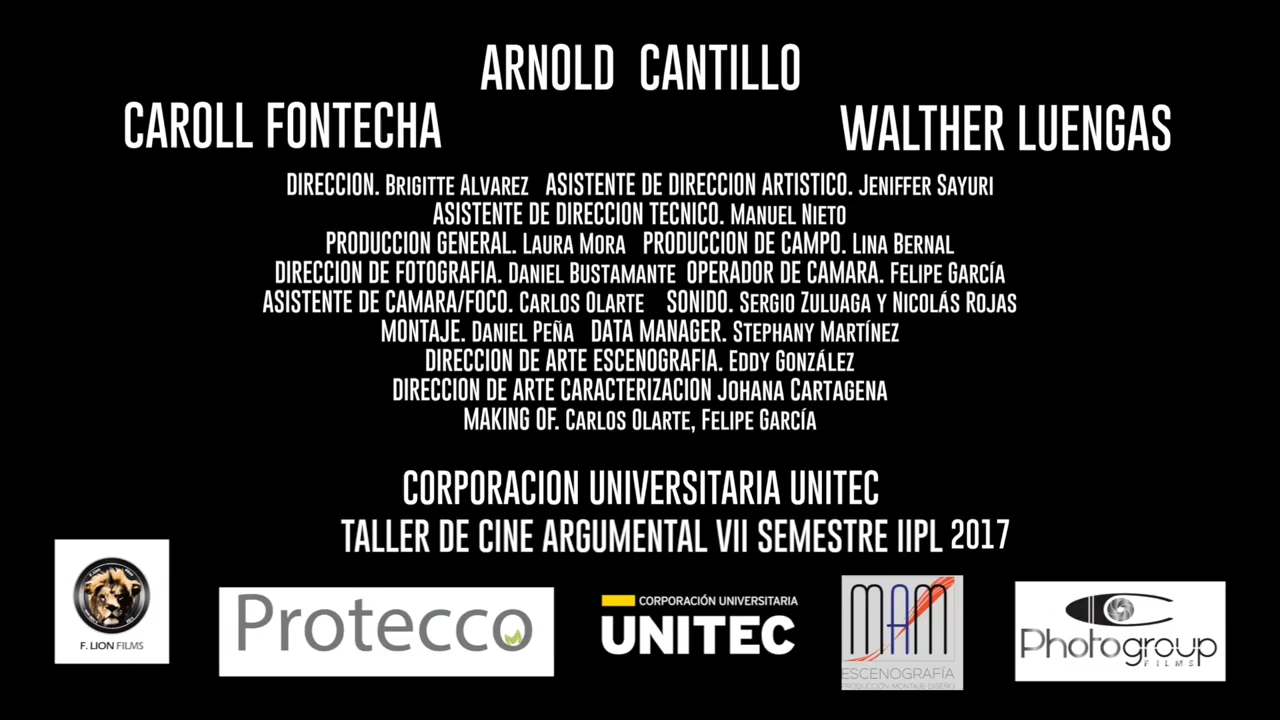 ARNOLD CANTILLO
CAROLL FONTECHA
WALTHER LUENGAS
DIRECCION. BRIGITTE ALVAREZ ASISTENTE DE DIRECCION ARTISTICO. JENIFFER SAYURI
ASISTENTE DE DIRECCION TECNICO. MANUEL NIETO
PRODUCCION GENERAL. LAURA MORA PRODUCCION DE CAMPO. LINA BERNAL
DIRECCION DE FOTOGRAFIA. DANIEL BUSTAMANTE OPERADOR DE CAMARA. FELIPE GARCÍA
ASISTENTE DE CAMARA/FOCO. CARLOS OLARTE SONIDO. SERGIO ZULUAGA Y NICOLÁS ROJAS
MONTAJE. DANIEL PEÑA DATA MANAGER. STEPHANY MARTÍNEZ
DIRECCION DE ARTE ESCENOGRAFIA. EDDY GONZÁLEZ
DIRECCION DE ARTE CARACTERIZACION JOHANA CARTAGENA
MAKING OF. CARLOS OLARTE, FELIPE GARCÍA
CORPORACION UNIVERSITARIA UNITEC
TALLER DE CINE ARGUMENTAL VII SEMESTRE IIPL 2017
F. LION FILMS
Protecco
CORPORACIÓN UNIVERSITARIA
UNITEC
MAM
ESCENOGRAFÍA
PRODUCCIÓN MONTAJE DISEÑO
Photogroup
FILMS